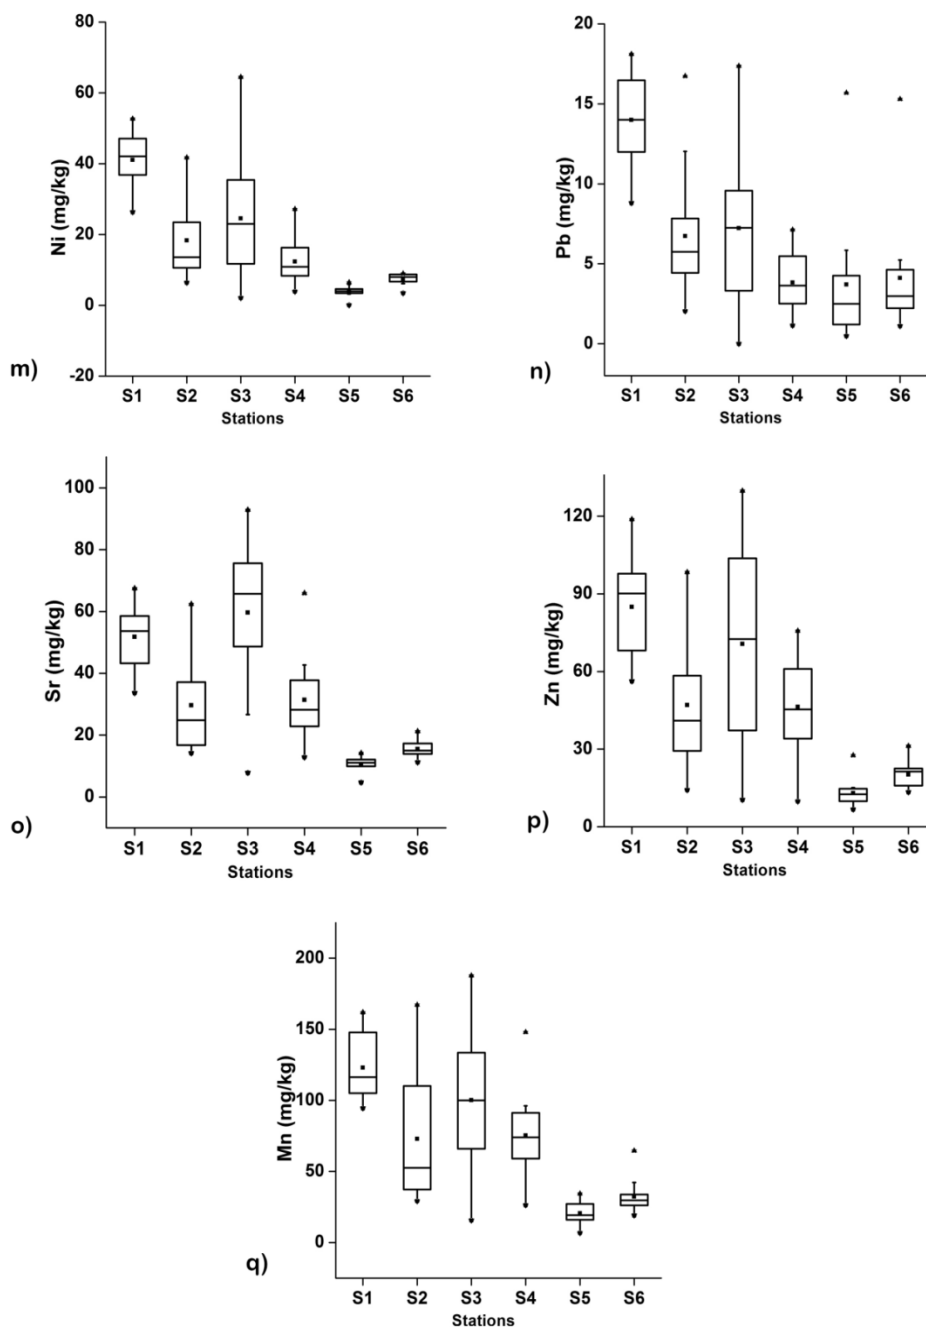 80
60
40
20
0
-20
Ni (mg/kg)
m)
S1 S2 S3 S4 S5 S6
Stations
20
15
10
5
0
Pb (mg/kg)
n)
S1 S2 S3 S4 S5 S6
Stations
100
80
60
40
20
0
Sr (mg/kg)
o)
S1 S2 S3 S4 S5 S6
Stations
120
90
60
30
0
Zn (mg/kg)
p)
S1 S2 S3 S4 S5 S6
Stations
200
150
100
50
0
Mn (mg/kg)
q)
S1 S2 S3 S4 S5 S6
Stations